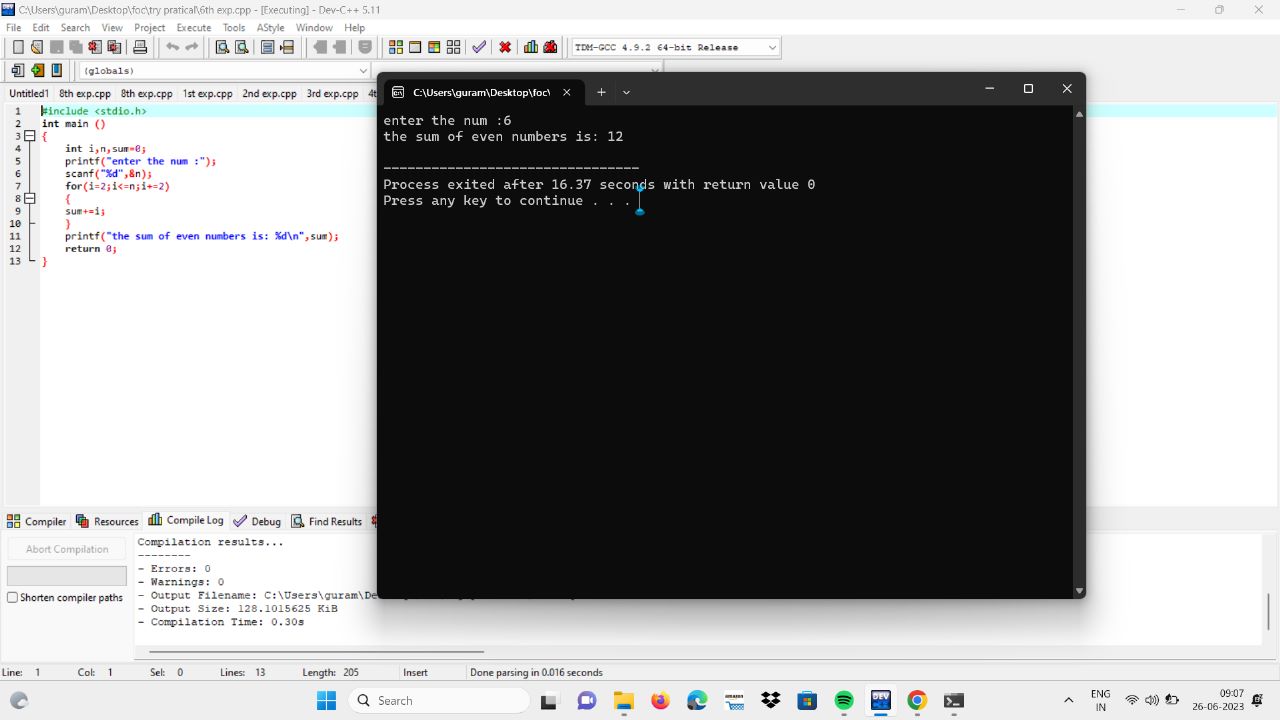 C:\Users\guram\Desktop\foc\try pratical\6th exp.cpp - [Executing] - Dev-C++ 5.11
File Edit Search View Project Execute Tools AStyle Window Help
TDM-GCC 4.9.2 64-bit Release
(globals)
Untitled1 8th exp.cpp 8th exp.cpp 1st exp.cpp 2nd exp.cpp 3rd exp.cpp
C:\Users\guram\Desktop\foc\
1 #include <stdio.h>
2 int main ()
3 {
4 int i,n,sum=0;
5 printf("enter the num :");
6 scanf("%d",&n);
7 for(i=2;i<=n;i+=2)
8 {
9 sum+=i;
10 }
11 printf("the sum of even numbers is: %d\n",sum);
12 return 0;
13 }
enter the num :6
the sum of even numbers is: 12
--------------------------------
Process exited after 16.37 seconds with return value 0
Press any key to continue . . .
Compiler Resources Compile Log Debug Find Results
Abort Compilation
Shorten compiler paths
Compilation results...
--------
- Errors: 0
- Warnings: 0
- Output Filename: C:\Users\guram\De
- Output Size: 128.1015625 KiB
- Compilation Time: 0.30s
Line: 1 Col: 1 Sel: 0 Lines: 13 Length: 205 Insert Done parsing in 0.016 seconds
Search
amazon
DEV
ENG
IN
09:07
26-06-2023